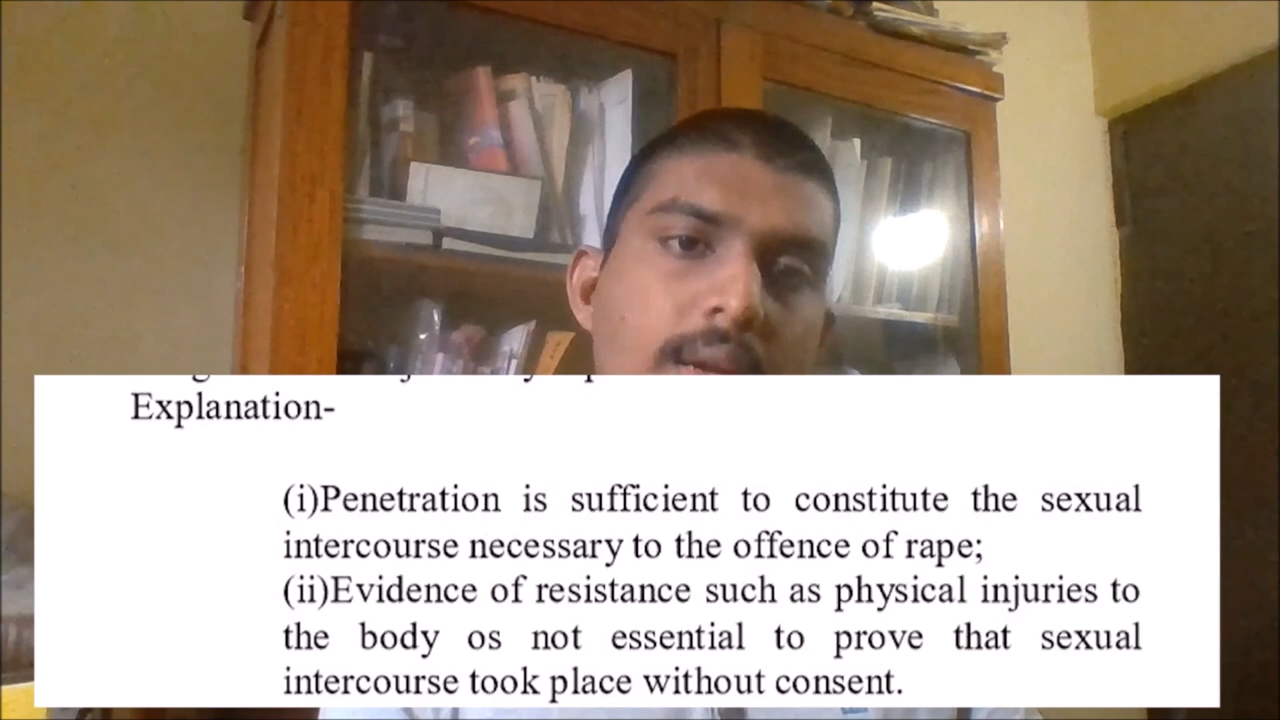 Explanation-
(i)Penetration is sufficient to constitute the sexual
intercourse necessary to the offence of rape;
(ii)Evidence of resistance such as physical injuries to
the body os not essential to prove that sexual
intercourse took place without consent.